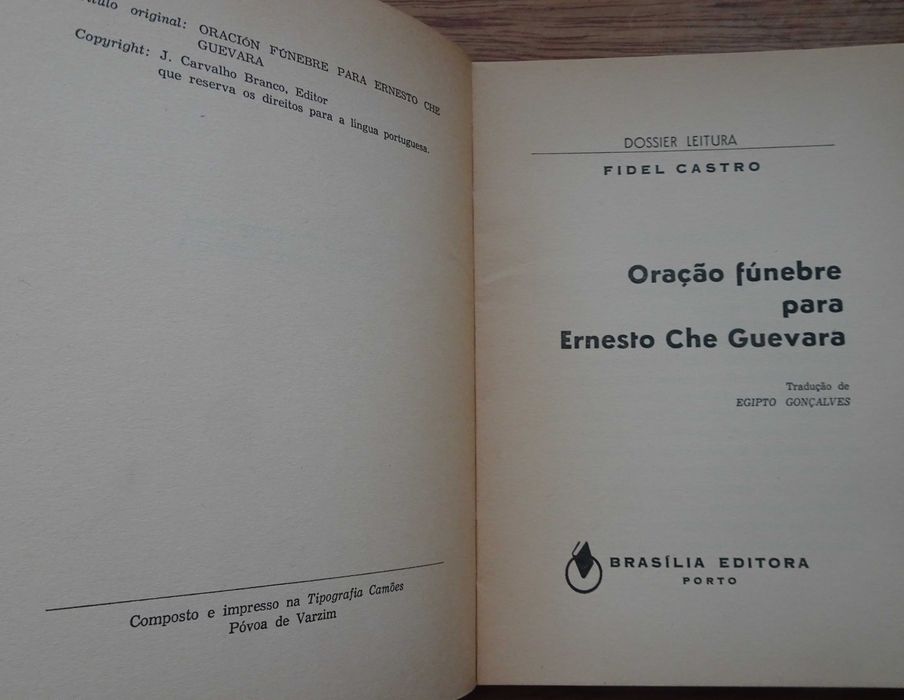 original: ORACIÓN FÚNEBRE PARA ERNESTO CHE
GUEVARA
Copyright: J. Carvalho Branco, Editor
que reserva os direitos para a língua portuguesa.
Composto e impresso na Tipografia Camões
Póvoa de Varzim
DOSSIER LEITURA
FIDEL CASTRO
Oração fúnebre
para
Ernesto Che Guevara
Tradução de
EGIPTO GONÇALVES
BRASÍLIA EDITORA
PORTO